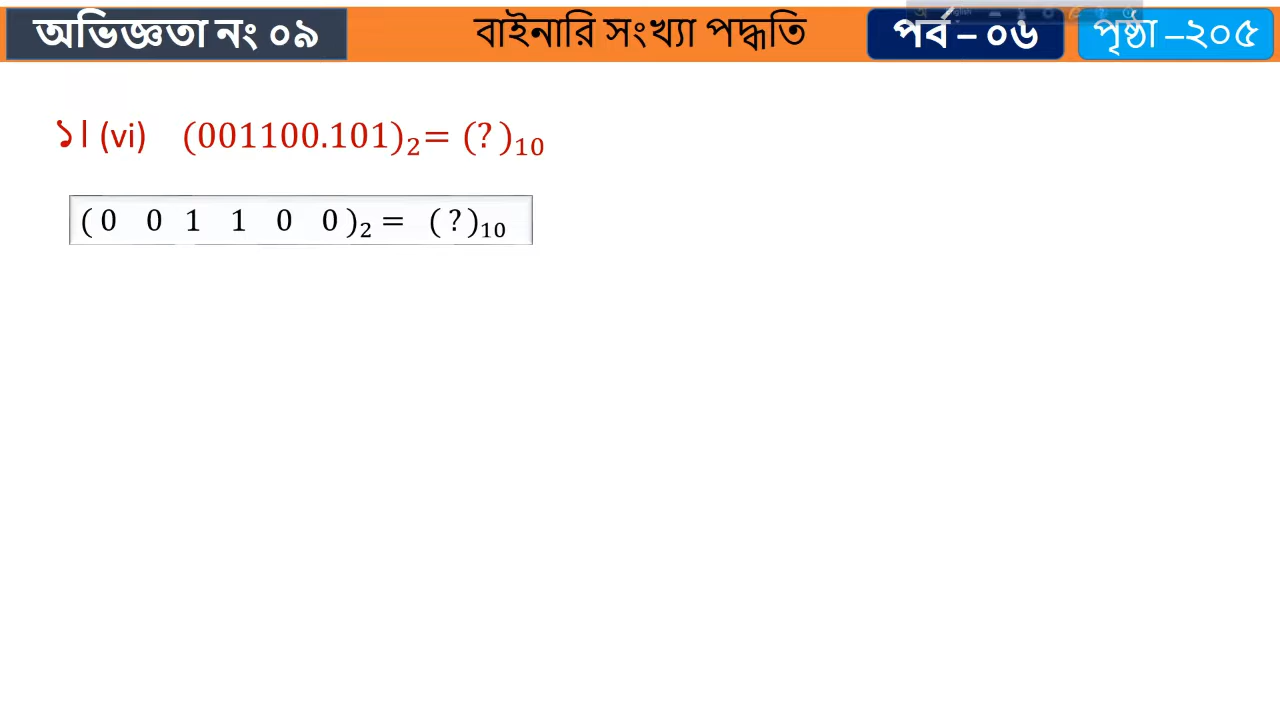 অভিজ্ঞতা নং ০৯ বাইনারি সংখ্যা পদ্ধতি পর্ব – ০৬ পৃষ্ঠা –২০৫
১। (vi) (001100.101)₂= (?)₁₀
(0 0 1 1 0 0)₂ = (?)₁₀